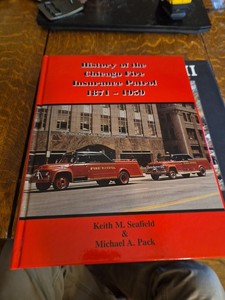 History of the
Chicago Fire
Insurance Patrol
1871 - 1959
Keith M. Seafield
&
Michael A. Pack